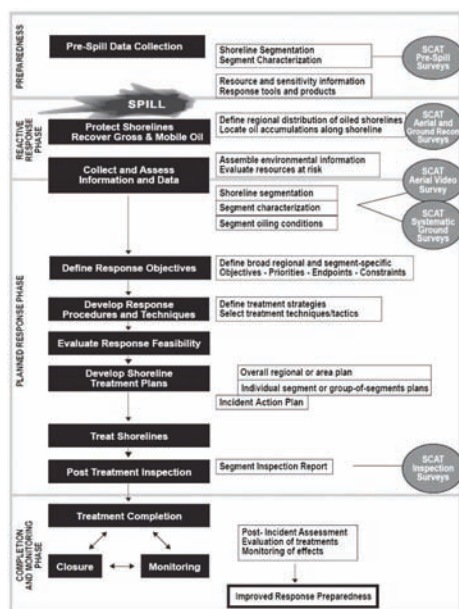 PREPAREDNESS
Pre-Spill Data Collection
Shoreline Segmentation
Segment Characterization
Resource and sensitivity information
Response tools and products
SCAT
Pre-Spill
Surveys
SPILL
REACTIVE
RESPONSE
PHASE
Protect Shorelines
Recover Gross & Mobile Oil
Define regional distribution of oiled shorelines
Locate oil accumulations along shoreline
SCAT
Aerial and
Ground Recon
Surveys
PLANNED RESPONSE PHASE
Collect and Assess
Information and Data
Assemble environmental information
Evaluate resources at risk
Shoreline segmentation
Segment characterization
Segment oiling conditions
SCAT
Aerial Video
Survey
SCAT
Systematic
Ground
Surveys
Define Response Objectives
Define broad regional and segment-specific
Objectives - Priorities - Endpoints - Constraints
Develop Response
Procedures and Techniques
Define treatment strategies
Select treatment techniques/tactics
Evaluate Response Feasibility
Develop Shoreline
Treatment Plans
Overall regional or area plan
Individual segment or group-of-segments plans
Incident Action Plan
Treat Shorelines
Post Treatment Inspection
Segment Inspection Report
SCAT
Inspection
Surveys
COMPLETION
AND MONITORING
PHASE
Treatment Completion
Closure
Monitoring
Post- Incident Assessment
Evaluation of treatments
Monitoring of effects
Improved Response Preparedness